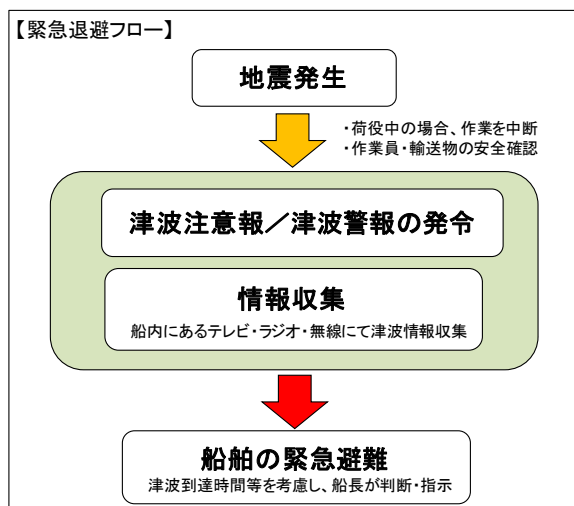 【緊急退避フロー】
地震発生
・荷役中の場合、作業を中断
・作業員・輸送物の安全確認
津波注意報／津波警報の発令
情報収集
船内にあるテレビ・ラジオ・無線にて津波情報収集
船舶の緊急避難
津波到達時間等を考慮し、船長が判断・指示